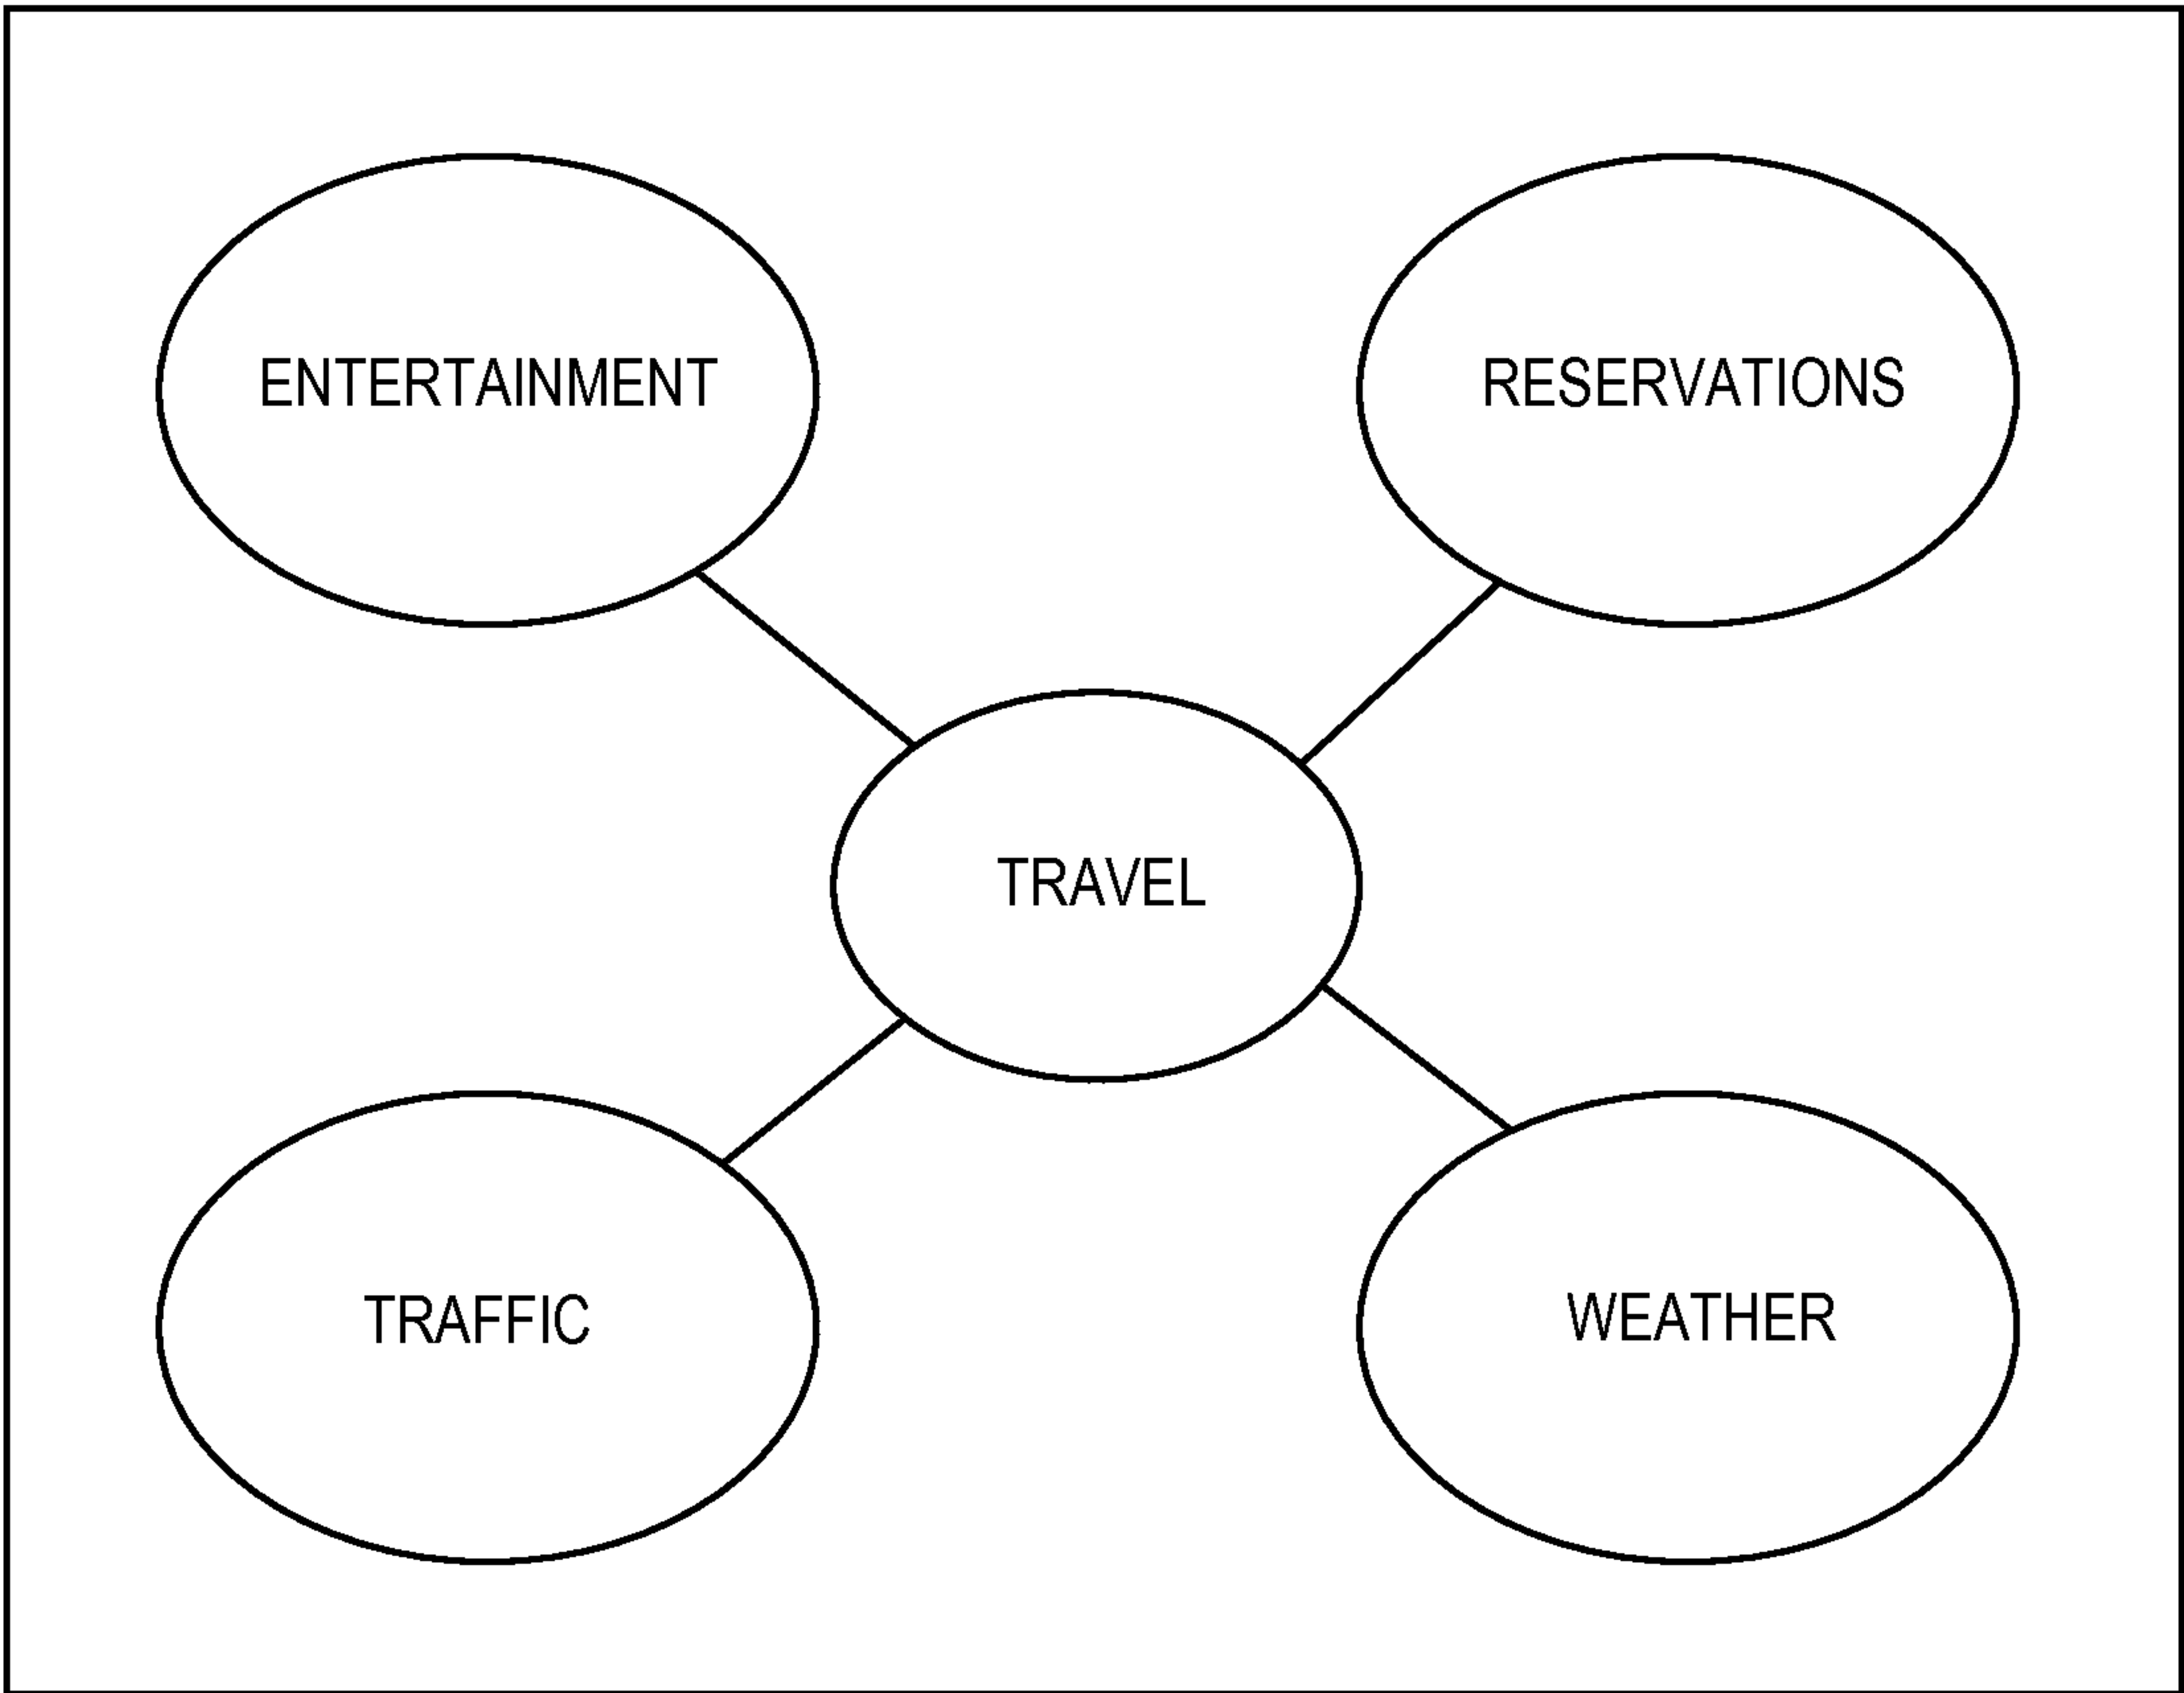 ENTERTAINMENT
RESERVATIONS
TRAVEL
TRAFFIC
WEATHER